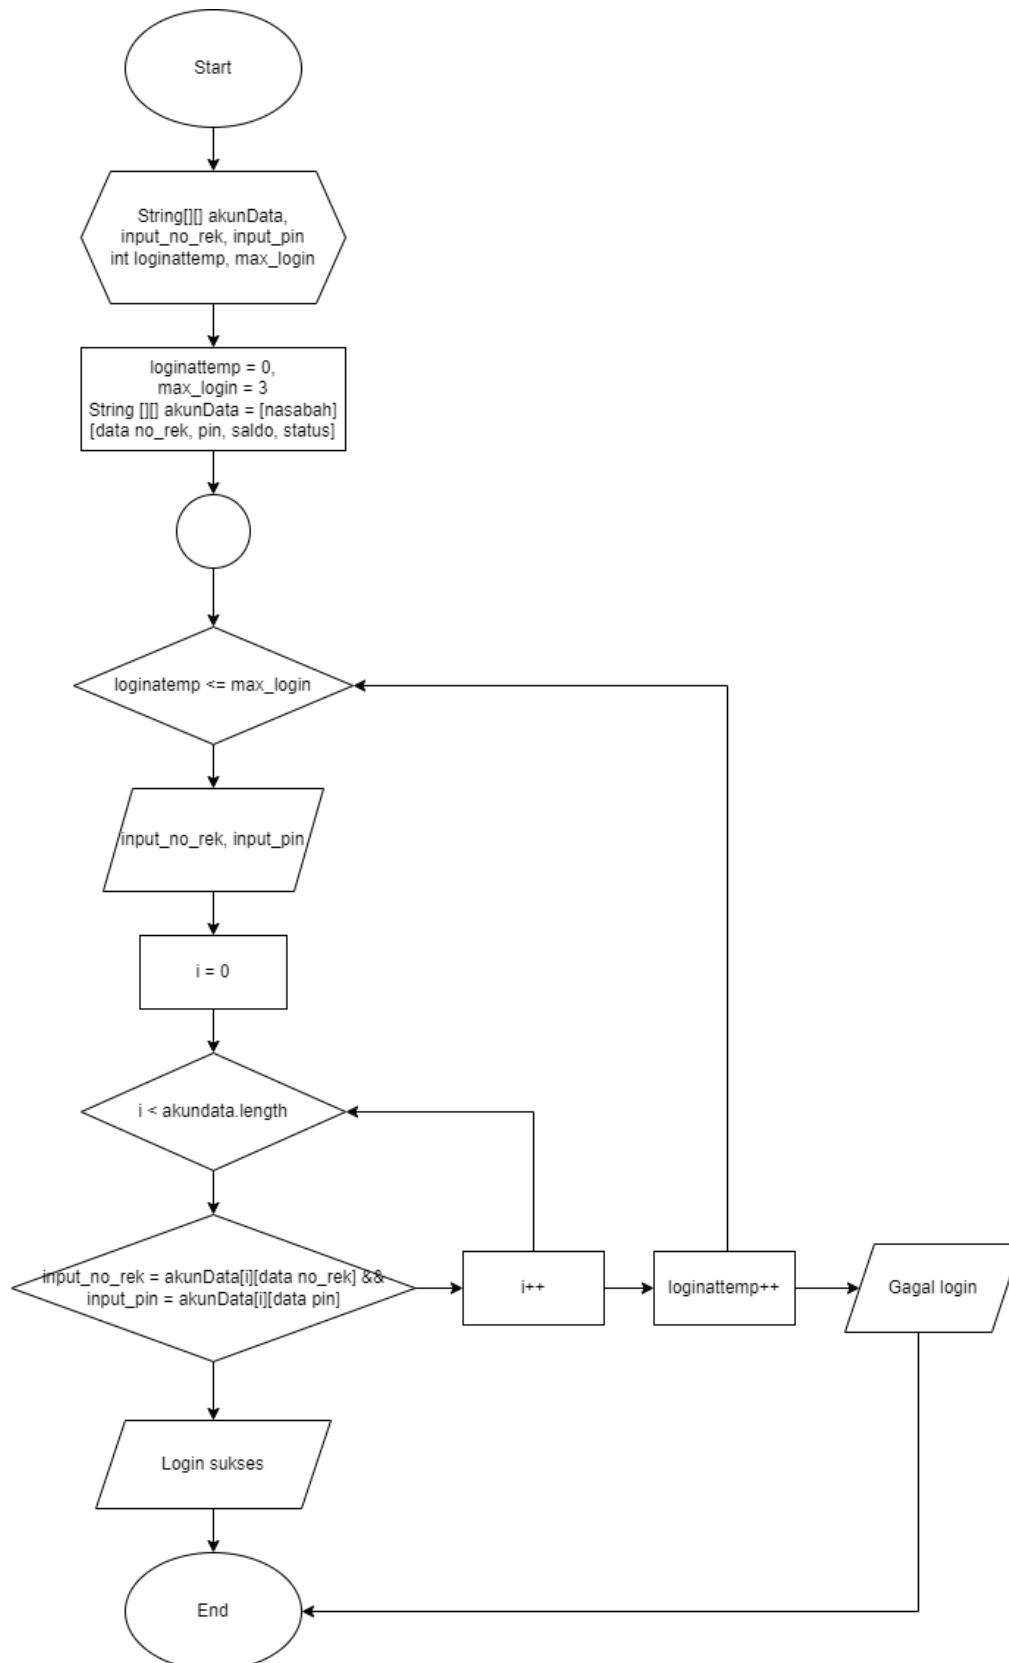 Start
String[][] akunData,
input_no_rek, input_pin
int loginattemp, max_login
loginattemp = 0,
max_login = 3
String [][] akunData = [nasabah]
[data no_rek, pin, saldo, status]
loginatemp <= max_login
input_no_rek, input_pin
i = 0
i < akundata.length
input_no_rek = akunData[i][data no_rek] &&
input_pin = akunData[i][data pin]
i++
loginattemp++
Gagal login
Login sukses
End